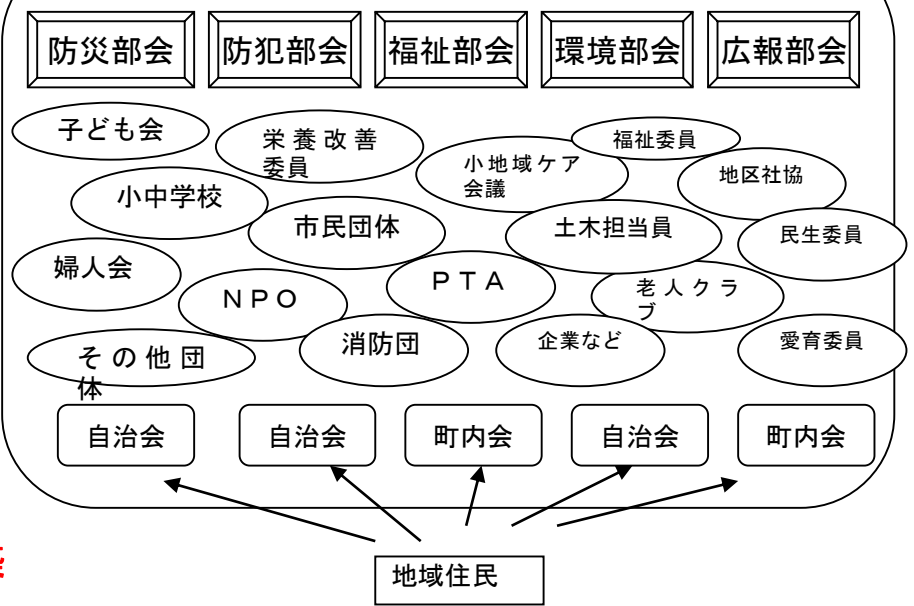 防災部会
防犯部会
福祉部会
環境部会
広報部会
子ども会
栄養改善
委員
小地域ケア
会議
福祉委員
地区社協
小中学校
市民団体
土木担当員
民生委員
婦人会
NPO
PTA
老人クラ
ブ
その他団
体
消防団
企業など
愛育委員
自治会
自治会
町内会
自治会
町内会
地域住民